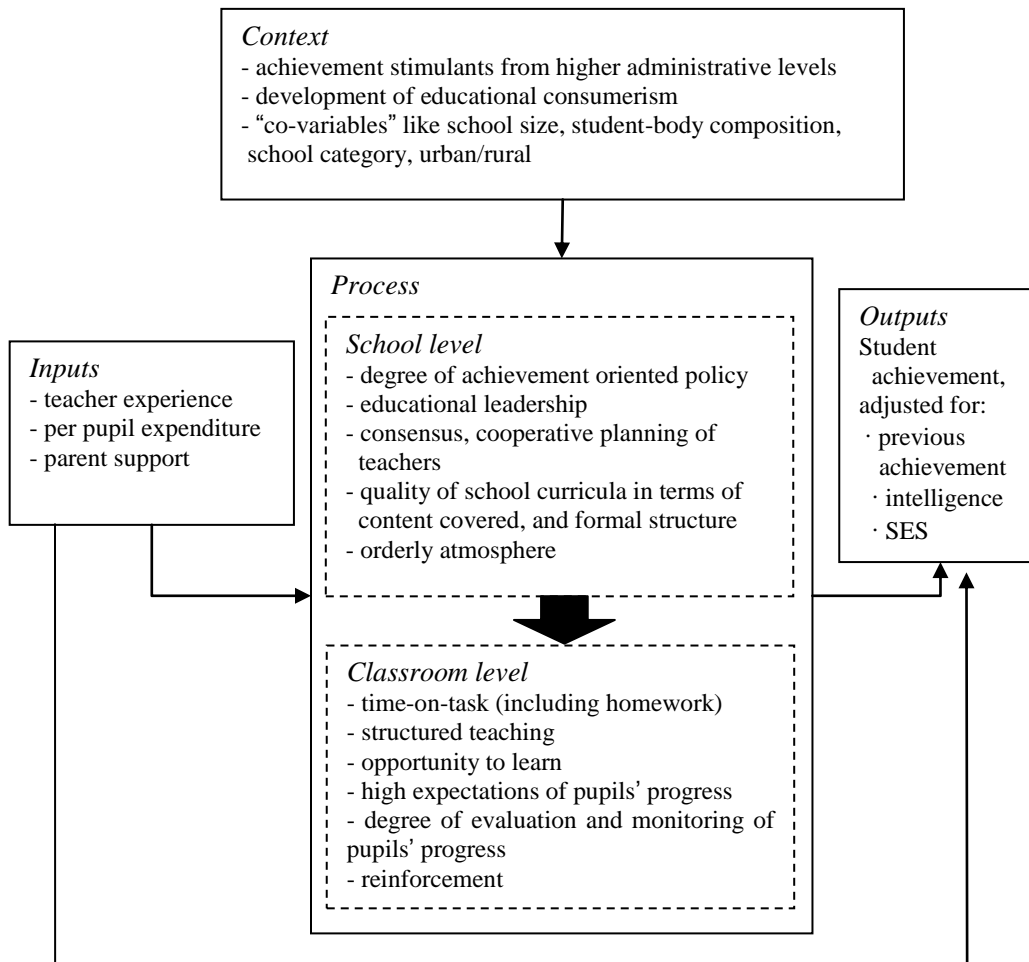 Context
- achievement stimulants from higher administrative levels
- development of educational consumerism
- “co-variables” like school size, student-body composition,
school category, urban/rural
Inputs
- teacher experience
- per pupil expenditure
- parent support
Process
School level
- degree of achievement oriented policy
- educational leadership
- consensus, cooperative planning of
teachers
- quality of school curricula in terms of
content covered, and formal structure
- orderly atmosphere
Classroom level
- time-on-task (including homework)
- structured teaching
- opportunity to learn
- high expectations of pupils’ progress
- degree of evaluation and monitoring of
pupils’ progress
- reinforcement
Outputs
Student
achievement,
adjusted for:
· previous
achievement
· intelligence
· SES